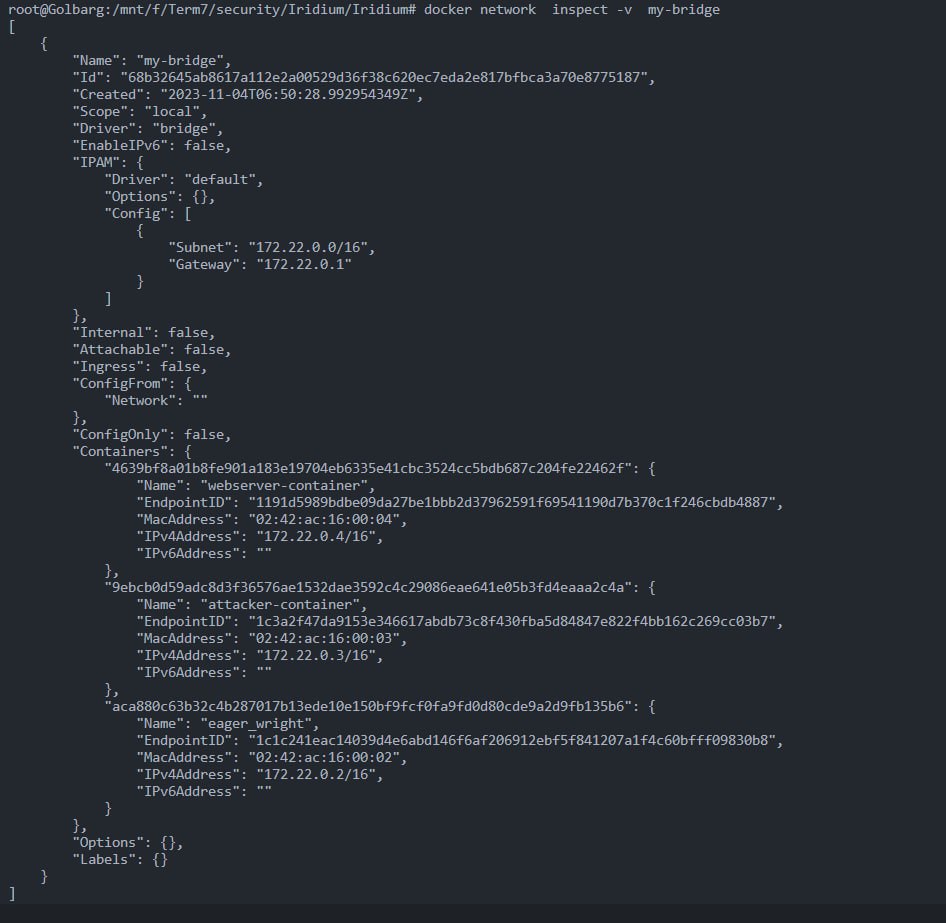 root@Golbarg:/mnt/f/Term7/security/Iridium/Iridium# docker network  inspect -v  my-bridge
[
    {
        "Name": "my-bridge",
        "Id": "68b32645ab8617a112e2a00529d36f38c620ec7eda2e817bfbca3a70e8775187",
        "Created": "2023-11-04T06:50:28.992954349Z",
        "Scope": "local",
        "Driver": "bridge",
        "EnableIPv6": false,
        "IPAM": {
            "Driver": "default",
            "Options": {},
            "Config": [
                {
                    "Subnet": "172.22.0.0/16",
                    "Gateway": "172.22.0.1"
                }
            ]
        },
        "Internal": false,
        "Attachable": false,
        "Ingress": false,
        "ConfigFrom": {
            "Network": ""
        },
        "ConfigOnly": false,
        "Containers": {
            "4639bf8a01b8fe901a183e19704eb6335e41cbc3524cc5bdb687c204fe22462f": {
                "Name": "webserver-container",
                "EndpointID": "1191d5989bdbe09da27be1bbb2d37962591f69541190d7b370c1f246cbdb4887",
                "MacAddress": "02:42:ac:16:00:04",
                "IPv4Address": "172.22.0.4/16",
                "IPv6Address": ""
            },
            "9ebcb0d59adc8d3f36576ae1532dae3592c4c29086eae641e05b3fd4eaaa2c4a": {
                "Name": "attacker-container",
                "EndpointID": "1c3a2f47da9153e346617abdb73c8f430fba5d84847e822f4bb162c269cc03b7",
                "MacAddress": "02:42:ac:16:00:03",
                "IPv4Address": "172.22.0.3/16",
                "IPv6Address": ""
            },
            "aca880c63b32c4b287017b13ede10e150bf9fcf0fa9fd0d80cde9a2d9fb135b6": {
                "Name": "eager_wright",
                "EndpointID": "1c1c241eac14039d4e6abd146f6af206912ebf5f841207a1f4c60bfff09830b8",
                "MacAddress": "02:42:ac:16:00:02",
                "IPv4Address": "172.22.0.2/16",
                "IPv6Address": ""
            }
        },
        "Options": {},
        "Labels": {}
    }
]